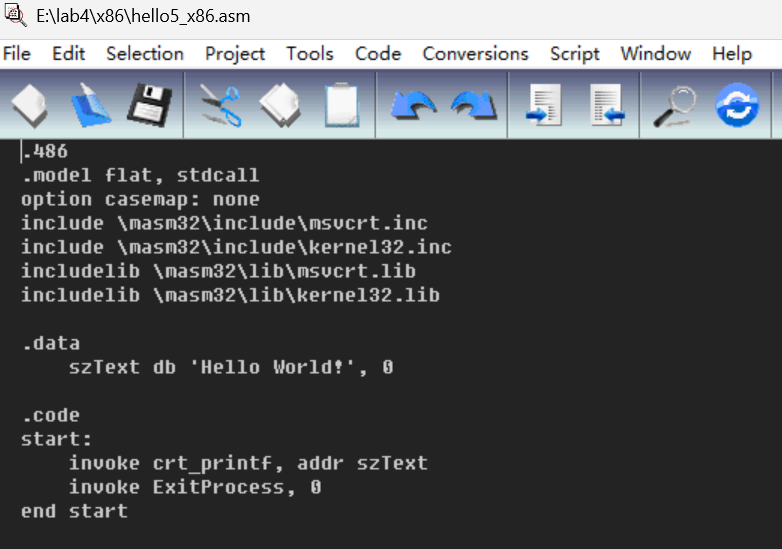 E:\lab4\x86\hello5_x86.asm
File Edit Selection Project Tools Code Conversions Script Window Help
.486
.model flat, stdcall
option casemap: none
include \masm32\include\msvcrt.inc
include \masm32\include\kernel32.inc
includelib \masm32\lib\msvcrt.lib
includelib \masm32\lib\kernel32.lib
.data
szText db 'Hello World!', 0
.code
start:
invoke crt_printf, addr szText
invoke ExitProcess, 0
end start